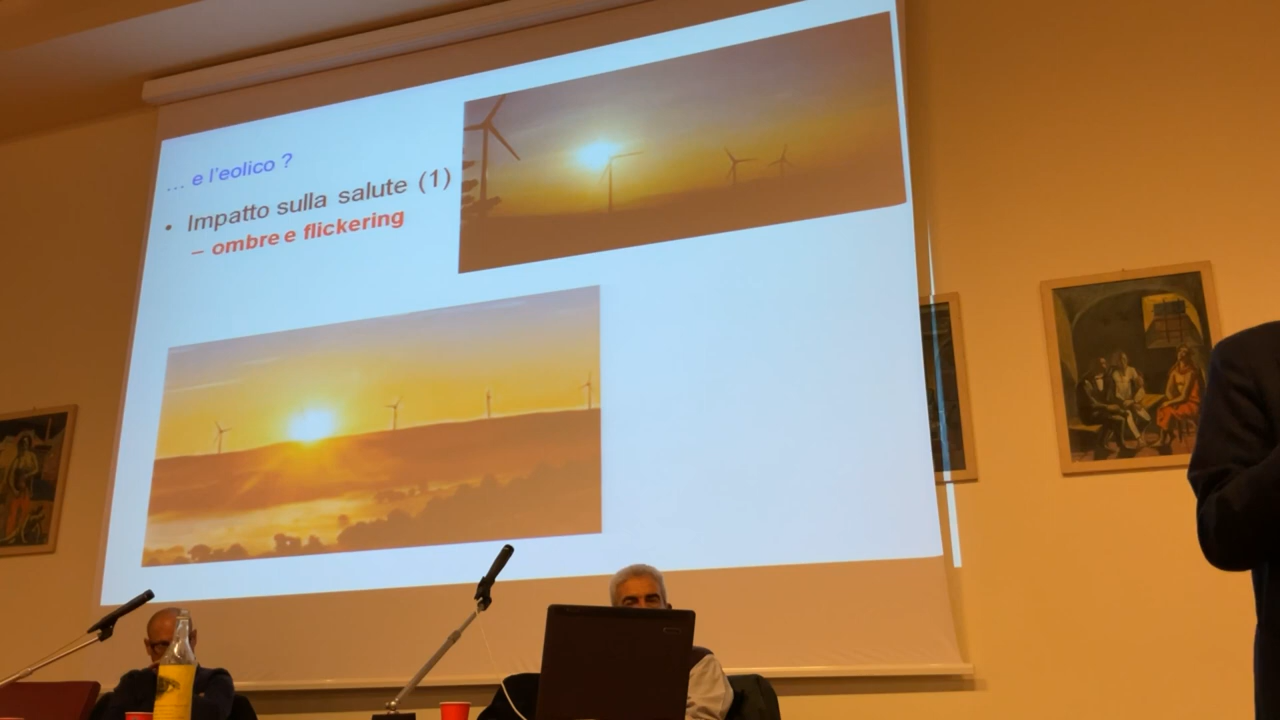 ... e l'eolico ?
• Impatto sulla salute (1)
– ombre e flickering